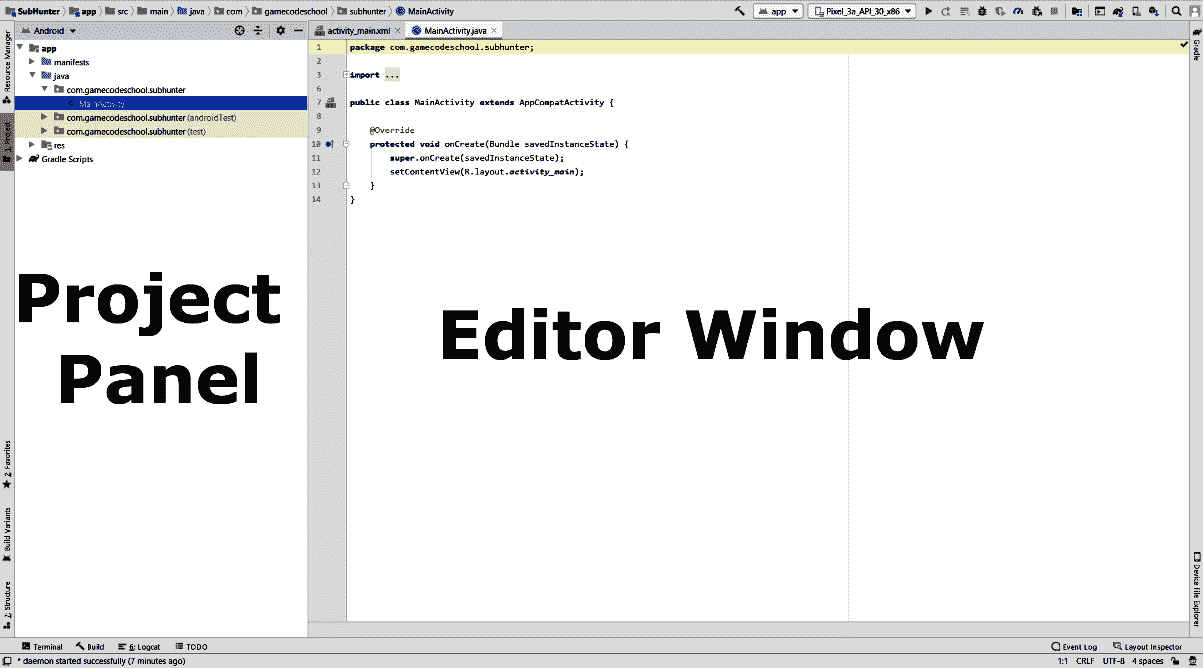 SubHunter app src main java com gamecodeschool subhunter MainActivity app Pixel_3a_API_30_x86
Resource Manager
1: Project
2: Favorites
Build Variants
7: Structure
Android
app
manifests
java
com.gamecodeschool.subhunter
MainActivity
com.gamecodeschool.subhunter (androidTest)
com.gamecodeschool.subhunter (test)
res
Gradle Scripts
Project
Panel
activity_main.xml MainActivity.java
1 package com.gamecodeschool.subhunter;
2
3 import ...
6
7 public class MainActivity extends AppCompatActivity {
8
9 @Override
10 protected void onCreate(Bundle savedInstanceState) {
11 super.onCreate(savedInstanceState);
12 setContentView(R.layout.activity_main);
13 }
14 }
Editor Window
Gradle
Device File Explorer
Terminal Build 6: Logcat TODO Event Log Layout Inspector
* daemon started successfully (7 minutes ago) 1:1 CRLF UTF-8 4 spaces